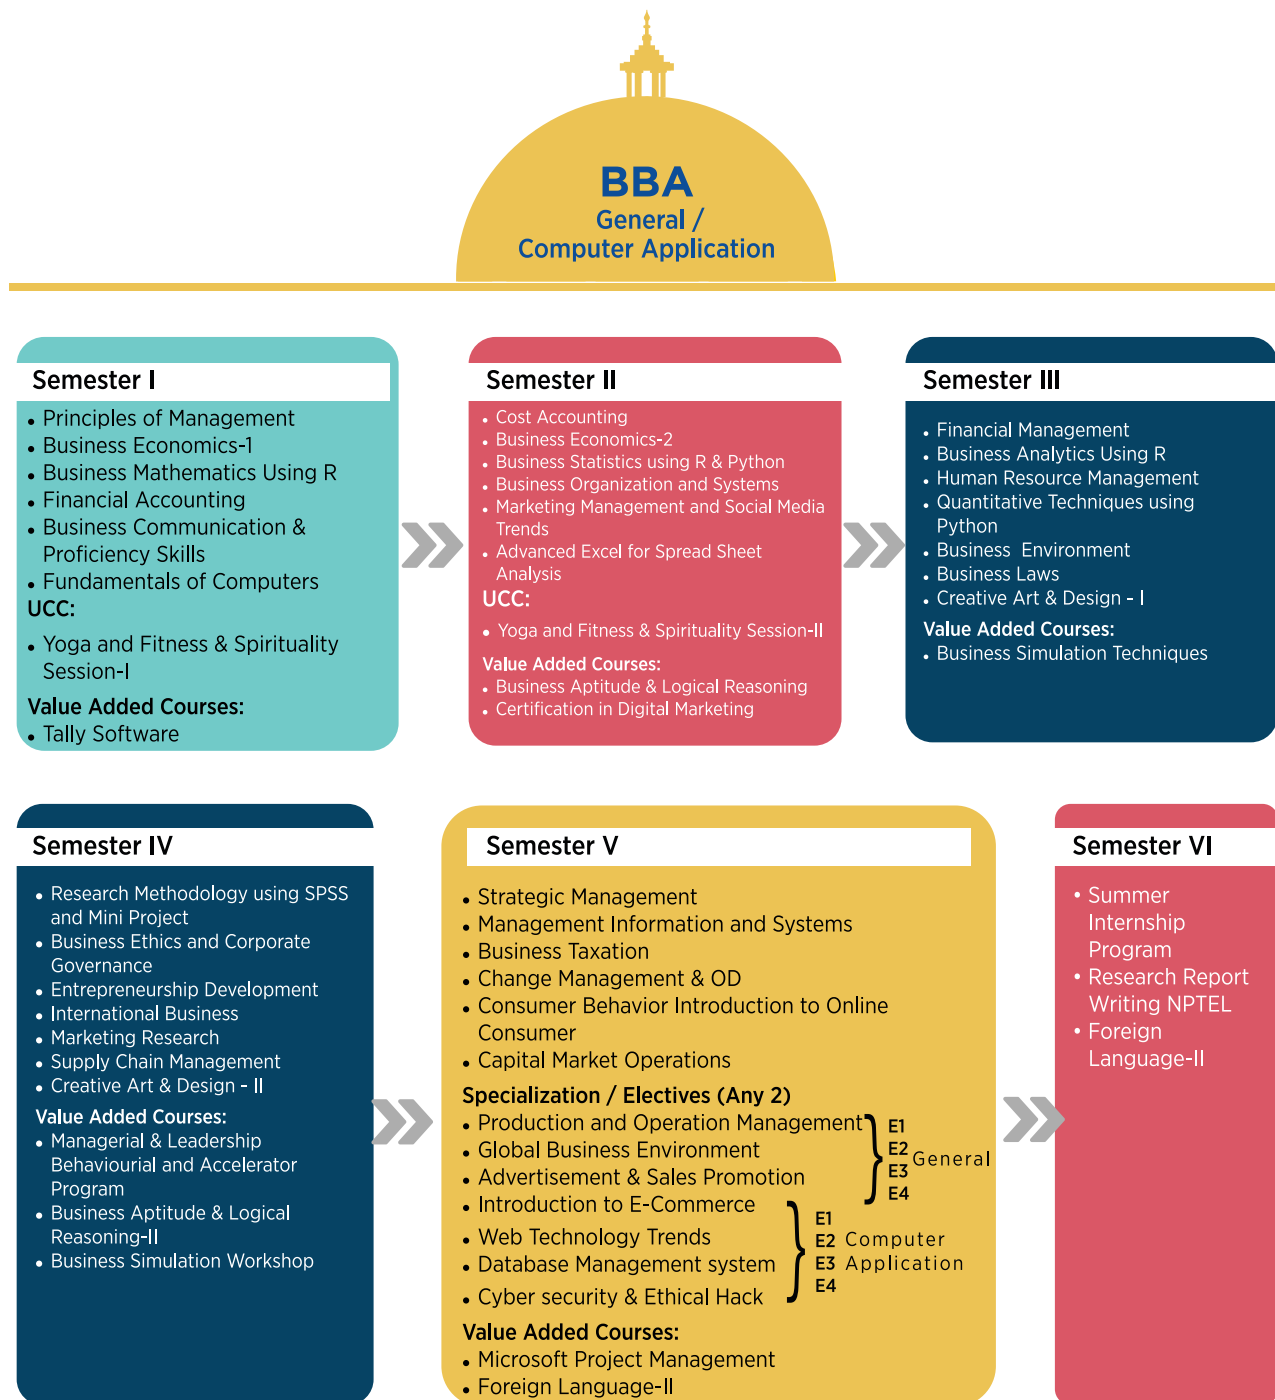 BBA
General /
Computer Application
Semester I
• Principles of Management
• Business Economics-1
• Business Mathematics Using R
• Financial Accounting
• Business Communication &
Proficiency Skills
• Fundamentals of Computers
UCC:
• Yoga and Fitness & Spirituality
Session-I
Value Added Courses:
• Tally Software
Semester II
• Cost Accounting
• Business Economics-2
• Business Statistics using R & Python
• Business Organization and Systems
• Marketing Management and Social Media
Trends
• Advanced Excel for Spread Sheet
Analysis
UCC:
• Yoga and Fitness & Spirituality Session-II
Value Added Courses:
• Business Aptitude & Logical Reasoning
• Certification in Digital Marketing
Semester III
• Financial Management
• Business Analytics Using R
• Human Resource Management
• Quantitative Techniques using
Python
• Business Environment
• Business Laws
• Creative Art & Design - I
Value Added Courses:
• Business Simulation Techniques
Semester IV
• Research Methodology using SPSS
and Mini Project
• Business Ethics and Corporate
Governance
• Entrepreneurship Development
• International Business
• Marketing Research
• Supply Chain Management
• Creative Art & Design - II
Value Added Courses:
• Managerial & Leadership
Behaviourial and Accelerator
Program
• Business Aptitude & Logical
Reasoning-II
• Business Simulation Workshop
Semester V
• Strategic Management
• Management Information and Systems
• Business Taxation
• Change Management & OD
• Consumer Behavior Introduction to Online
Consumer
• Capital Market Operations
Specialization / Electives (Any 2)
• Production and Operation Management
• Global Business Environment
• Advertisement & Sales Promotion
• Introduction to E-Commerce
E1
E2
E3
E4
General
• Web Technology Trends
• Database Management system
• Cyber security & Ethical Hack
E1
E2
E3
E4
Computer
Application
Value Added Courses:
• Microsoft Project Management
• Foreign Language-II
Semester VI
• Summer
Internship
Program
• Research Report
Writing NPTEL
• Foreign
Language-II